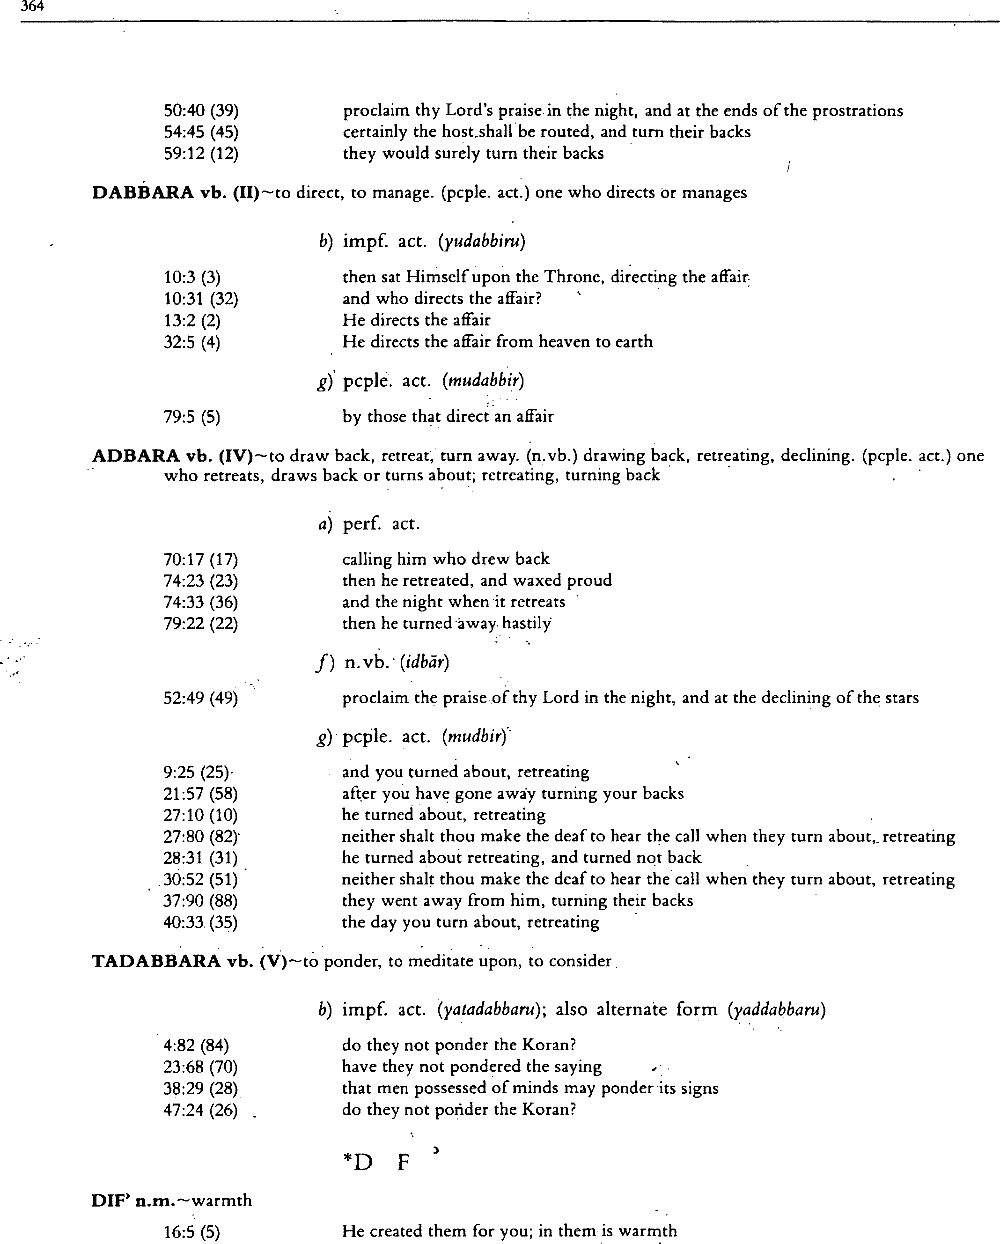 364
50:40 (39) proclaim thy Lord's praise in the night, and at the ends of the prostrations
54:45 (45) certainly the host shall be routed, and turn their backs
59:12 (12) they would surely turn their backs
DABBARA vb. (II)~to direct, to manage. (pcple. act.) one who directs or manages
b) impf. act. (yudabbiru)
10:3 (3) then sat Himself upon the Throne, directing the affair
10:31 (32) and who directs the affair?
13:2 (2) He directs the affair
32:5 (4) He directs the affair from heaven to earth
g) pcple. act. (mudabbir)
79:5 (5) by those that direct an affair
ADBARA vb. (IV)~to draw back, retreat, turn away. (n.vb.) drawing back, retreating, declining. (pcple. act.) one
who retreats, draws back or turns about; retreating, turning back
a) perf. act.
70:17 (17) calling him who drew back
74:23 (23) then he retreated, and waxed proud
74:33 (36) and the night when it retreats
79:22 (22) then he turned away hastily
f) n.vb. (idbār)
52:49 (49) proclaim the praise of thy Lord in the night, and at the declining of the stars
g) pcple. act. (mudbir)
9:25 (25) and you turned about, retreating
21:57 (58) after you have gone away turning your backs
27:10 (10) he turned about, retreating
27:80 (82) neither shalt thou make the deaf to hear the call when they turn about, retreating
28:31 (31) he turned about retreating, and turned not back
30:52 (51) neither shalt thou make the deaf to hear the call when they turn about, retreating
37:90 (88) they went away from him, turning their backs
40:33 (35) the day you turn about, retreating
TADABBARA vb. (V)~to ponder, to meditate upon, to consider
b) impf. act. (yatadabbaru); also alternate form (yaddabbaru)
4:82 (84) do they not ponder the Koran?
23:68 (70) have they not pondered the saying
38:29 (28) that men possessed of minds may ponder its signs
47:24 (26) do they not ponder the Koran?
*D F ʾ
DIFʾ n.m.~warmth
16:5 (5) He created them for you; in them is warmth